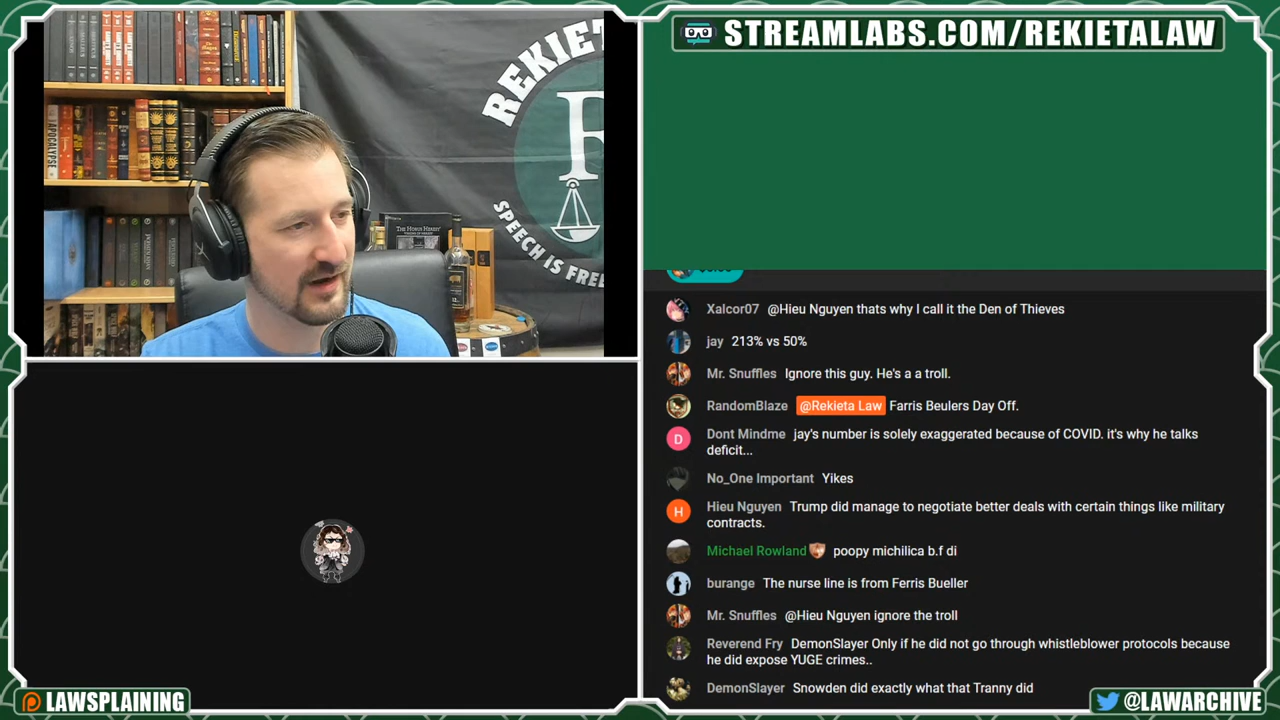 STREAMLABS.COM/REKIETALAW
REKIET
R
SPEECH IS FREE
APOCALYPSE
THE HORUS HERESY
Xalcor07 @Hieu Nguyen thats why I call it the Den of Thieves
jay 213% vs 50%
Mr. Snuffles Ignore this guy. He's a a troll.
RandomBlaze @Rekieta Law Farris Beulers Day Off.
D Dont Mindme jay's number is solely exaggerated because of COVID. it's why he talks
deficit...
No_One Important Yikes
H Hieu Nguyen Trump did manage to negotiate better deals with certain things like military
contracts.
Michael Rowland poopy michilica b.f di
burange The nurse line is from Ferris Bueller
Mr. Snuffles @Hieu Nguyen ignore the troll
Reverend Fry DemonSlayer Only if he did not go through whistleblower protocols because
he did expose YUGE crimes..
DemonSlayer Snowden did exactly what that Tranny did
LAWSPLAINING
@LAWARCHIVE